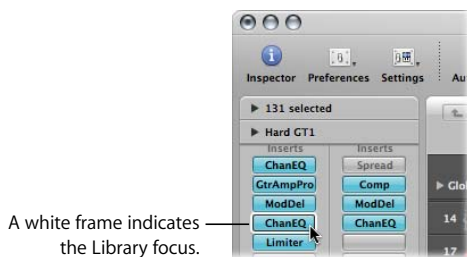 Inspector Preferences Settings Au
131 selected
Hard GT1
Inserts Inserts
ChanEQ Spread
GtrAmpPro Comp
Glo
ModDel ModDel
A white frame indicates
the Library focus.
ChanEQ ChanEQ
14
Limiter
17